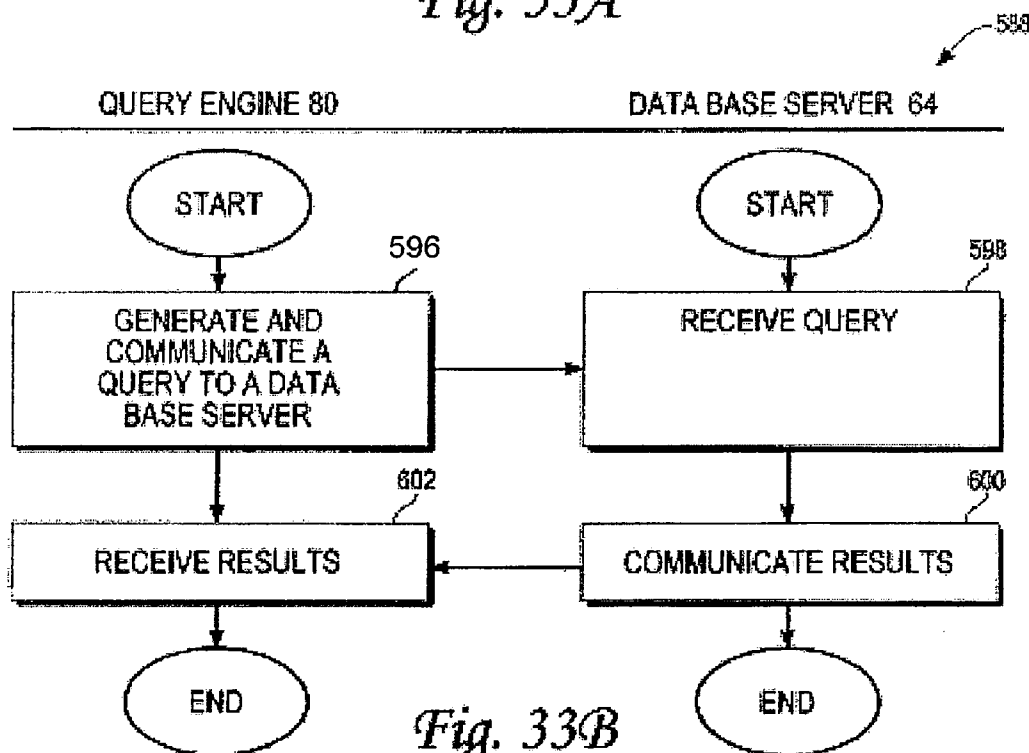 Fig. 33A
588
QUERY ENGINE 80
DATA BASE SERVER 64
START
START
596
598
GENERATE AND
COMMUNICATE A
QUERY TO A DATA
BASE SERVER
RECEIVE QUERY
602
600
RECEIVE RESULTS
COMMUNICATE RESULTS
END
END
Fig. 33B